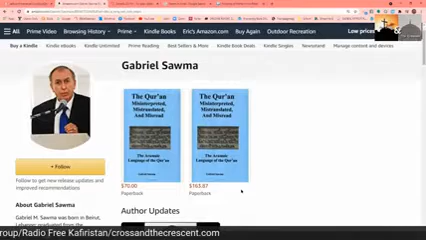 All Prime Video Browsing History Prime Kindle Books Eric's Amazon.com Buy Again Outdoor Recreation Low prices &
Buy a Kindle Kindle eBooks Kindle Unlimited Prime Reading Best Sellers & More Kindle Book Deals Kindle Singles Newsstand Manage content and devices
Gabriel Sawma
The Qur'an
Misinterpreted,
Mistranslated,
And Misread
The Aramaic
Language of the Qur'an
The Qur'an
Misinterpreted,
Mistranslated,
And Misread
The Aramaic
Language of the Qur'an
$70.00
Paperback
$163.87
Paperback
+ Follow
Follow to get new release updates and
improved recommendations
About Gabriel Sawma
Gabriel M. Sawma was born in Beirut,
Author Updates
roup/Radio Free Kafiristan/crossandthecrescent.com